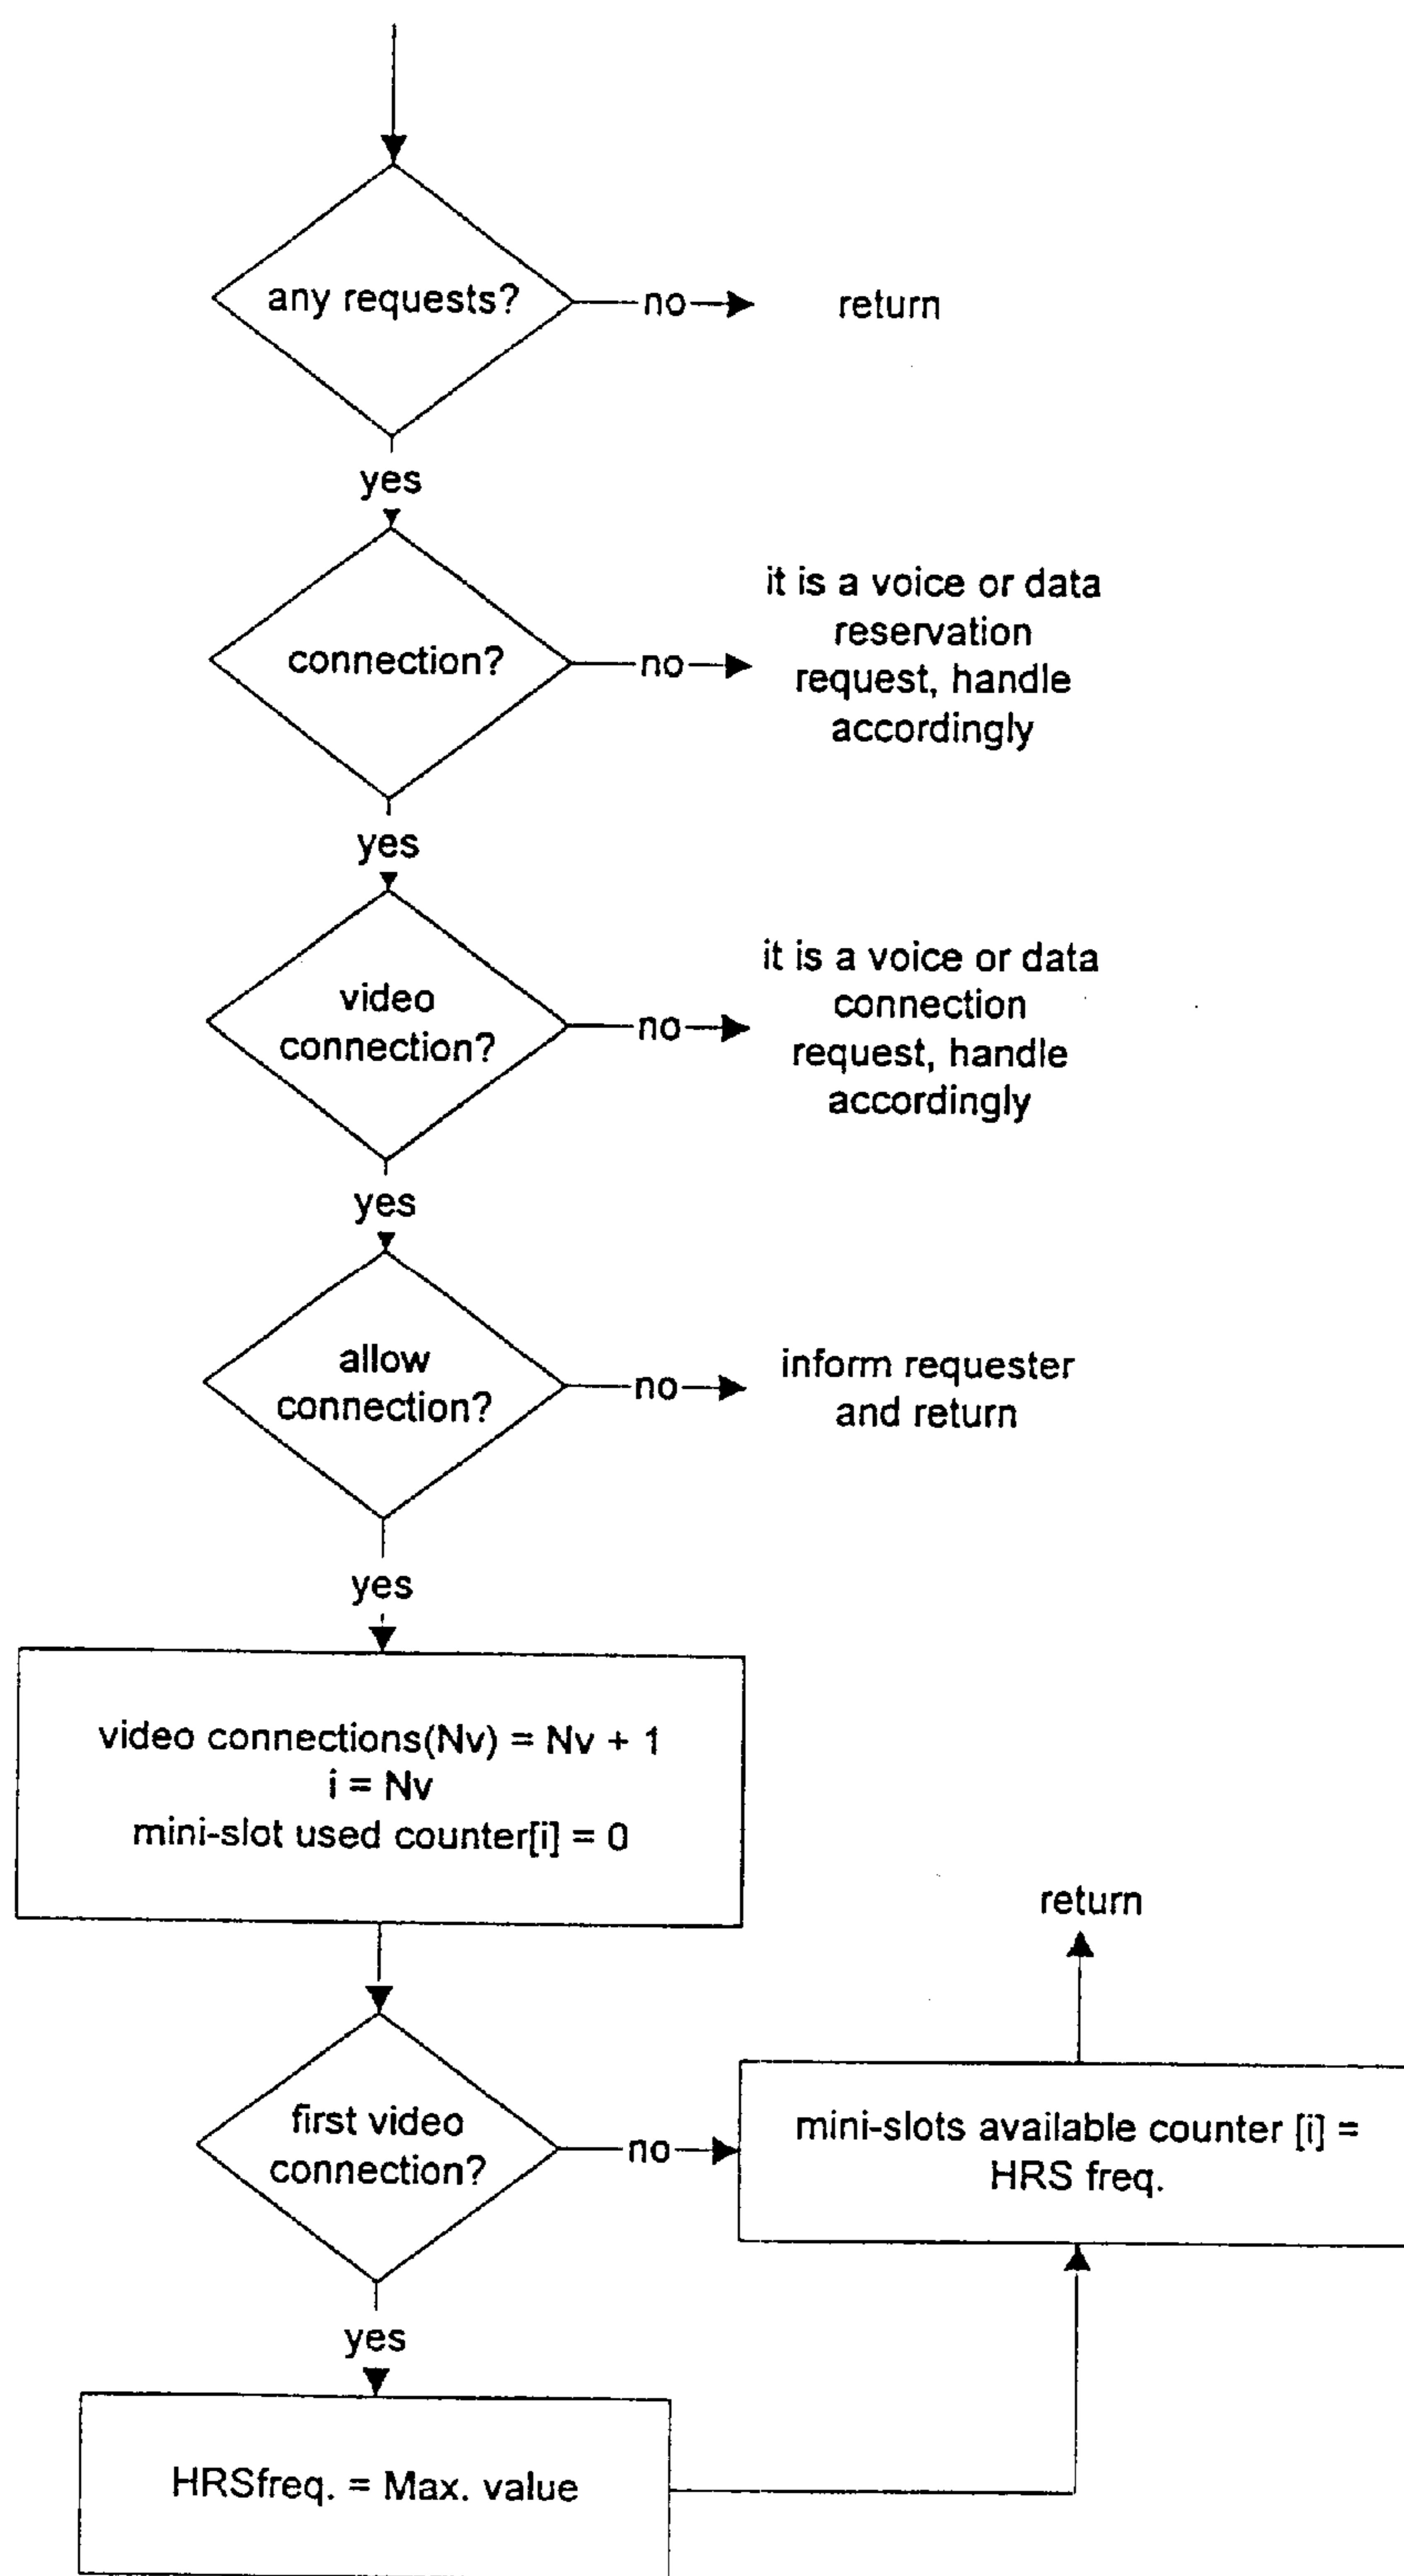 any requests?
no
return
yes
connection?
no
it is a voice or data
reservation
request, handle
accordingly
yes
video
connection?
no
it is a voice or data
connection
request, handle
accordingly
yes
allow
connection?
no
inform requester
and return
yes
video connections(Nv) = Nv + 1
i = Nv
mini-slot used counter[i] = 0
return
first video
connection?
no
mini-slots available counter [i] =
HRS freq.
yes
HRSfreq. = Max. value